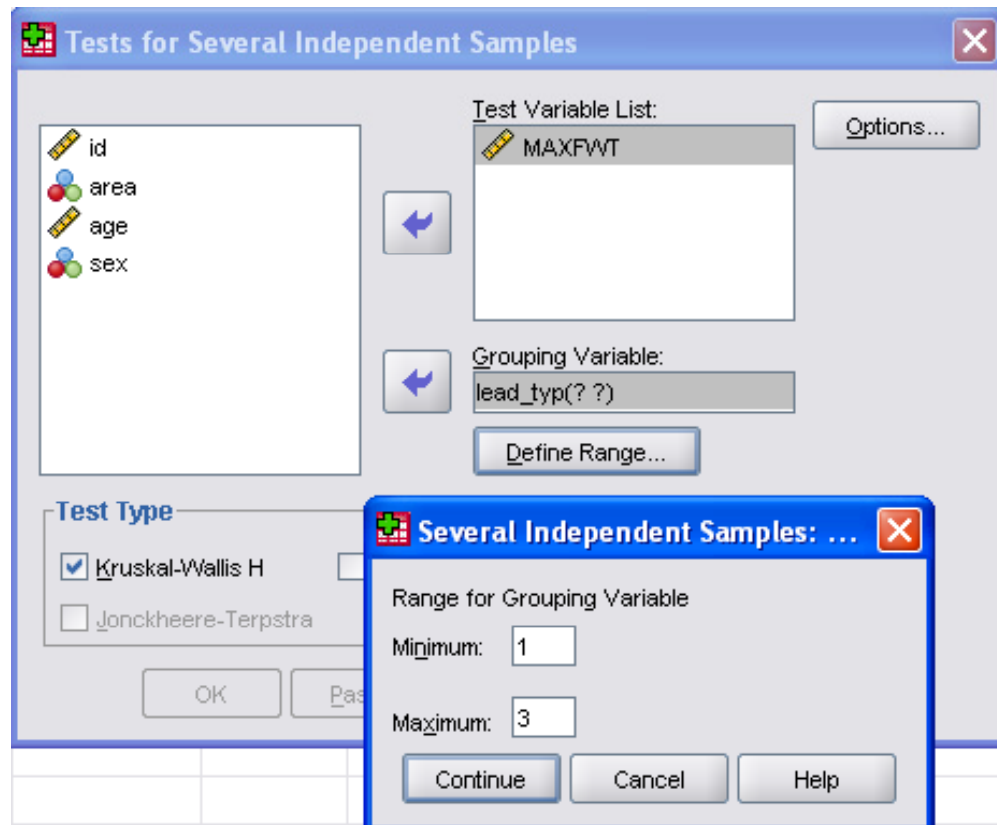 Tests for Several Independent Samples
Test Variable List:
Options...
id
area
age
sex
MAXFWT
Grouping Variable:
lead_typ(? ?)
Define Range...
Test Type
Kruskal-Wallis H
Jonckheere-Terpstra
OK
Several Independent Samples: ...
Range for Grouping Variable
Minimum: 1
Maximum: 3
Continue
Cancel
Help